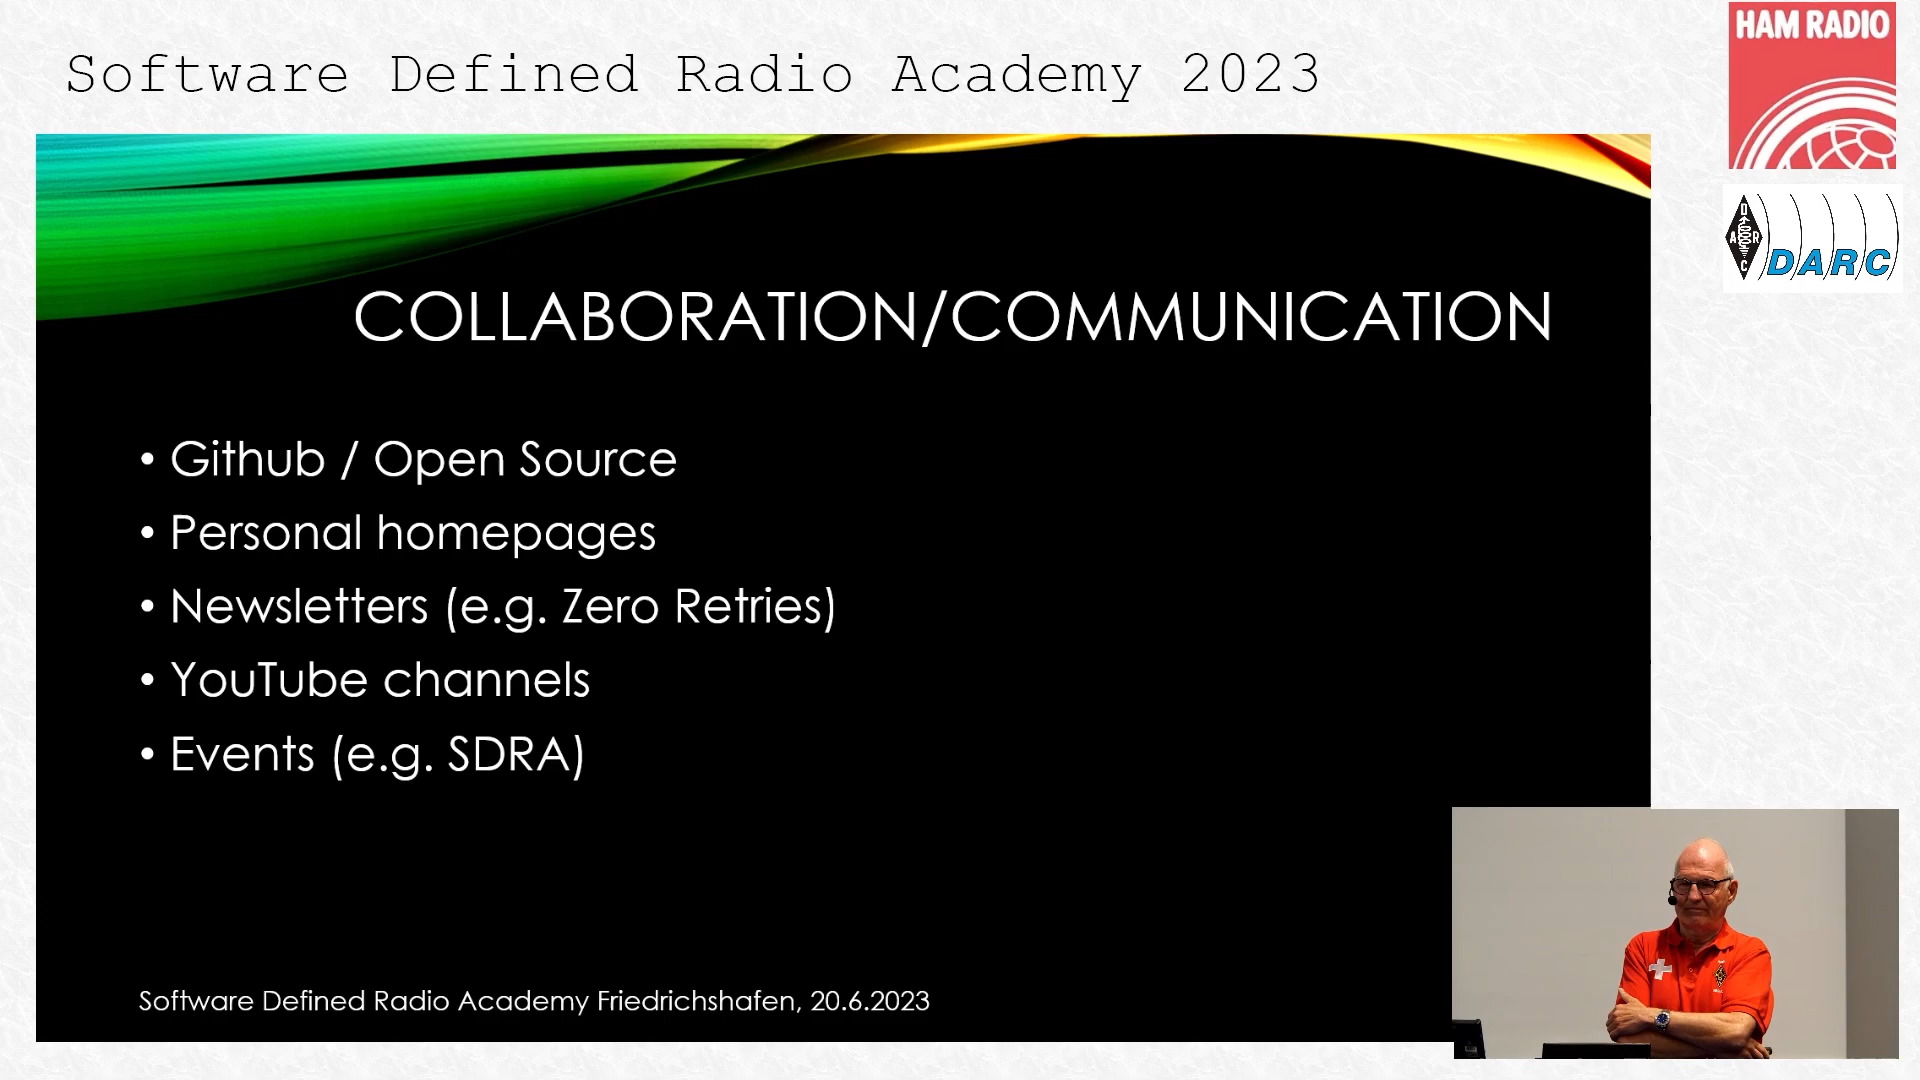 Software Defined Radio Academy 2023
HAM RADIO
D
A R
C
DARC
COLLABORATION/COMMUNICATION
• Github / Open Source
• Personal homepages
• Newsletters (e.g. Zero Retries)
• YouTube channels
• Events (e.g. SDRA)
Software Defined Radio Academy Friedrichshafen, 20.6.2023